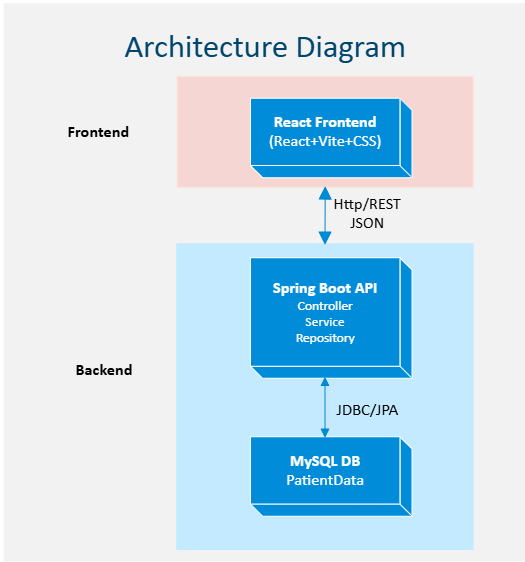 Architecture Diagram
Frontend
React Frontend
(React+Vite+CSS)
Http/REST
JSON
Spring Boot API
Controller
Service
Repository
Backend
JDBC/JPA
MySQL DB
PatientData